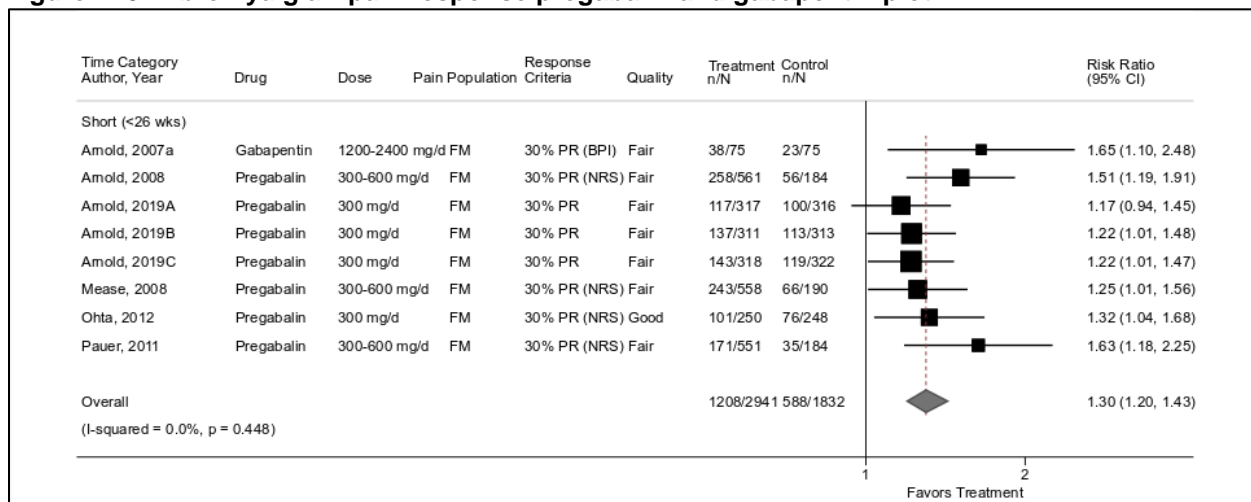 Time Category
Author, Year Drug Dose Pain Population Response Criteria Quality Treatment n/N Control n/N Risk Ratio (95% CI)
Short (<26 wks)
Arnold, 2007a Gabapentin 1200-2400 mg/d FM 30% PR (BPI) Fair 38/75 23/75 1.65 (1.10, 2.48)
Arnold, 2008 Pregabalin 300-600 mg/d FM 30% PR (NRS) Fair 258/561 56/184 1.51 (1.19, 1.91)
Arnold, 2019A Pregabalin 300 mg/d FM 30% PR Fair 117/317 100/316 1.17 (0.94, 1.45)
Arnold, 2019B Pregabalin 300 mg/d FM 30% PR Fair 137/311 113/313 1.22 (1.01, 1.48)
Arnold, 2019C Pregabalin 300 mg/d FM 30% PR Fair 143/318 119/322 1.22 (1.01, 1.47)
Mease, 2008 Pregabalin 300-600 mg/d FM 30% PR (NRS) Fair 243/558 66/190 1.25 (1.01, 1.56)
Ohta, 2012 Pregabalin 300 mg/d FM 30% PR (NRS) Good 101/250 76/248 1.32 (1.04, 1.68)
Pauer, 2011 Pregabalin 300-600 mg/d FM 30% PR (NRS) Fair 171/551 35/184 1.63 (1.18, 2.25)
Overall 1208/2941 588/1832 1.30 (1.20, 1.43)
(I-squared = 0.0%, p = 0.448)
1 2
Favors Treatment